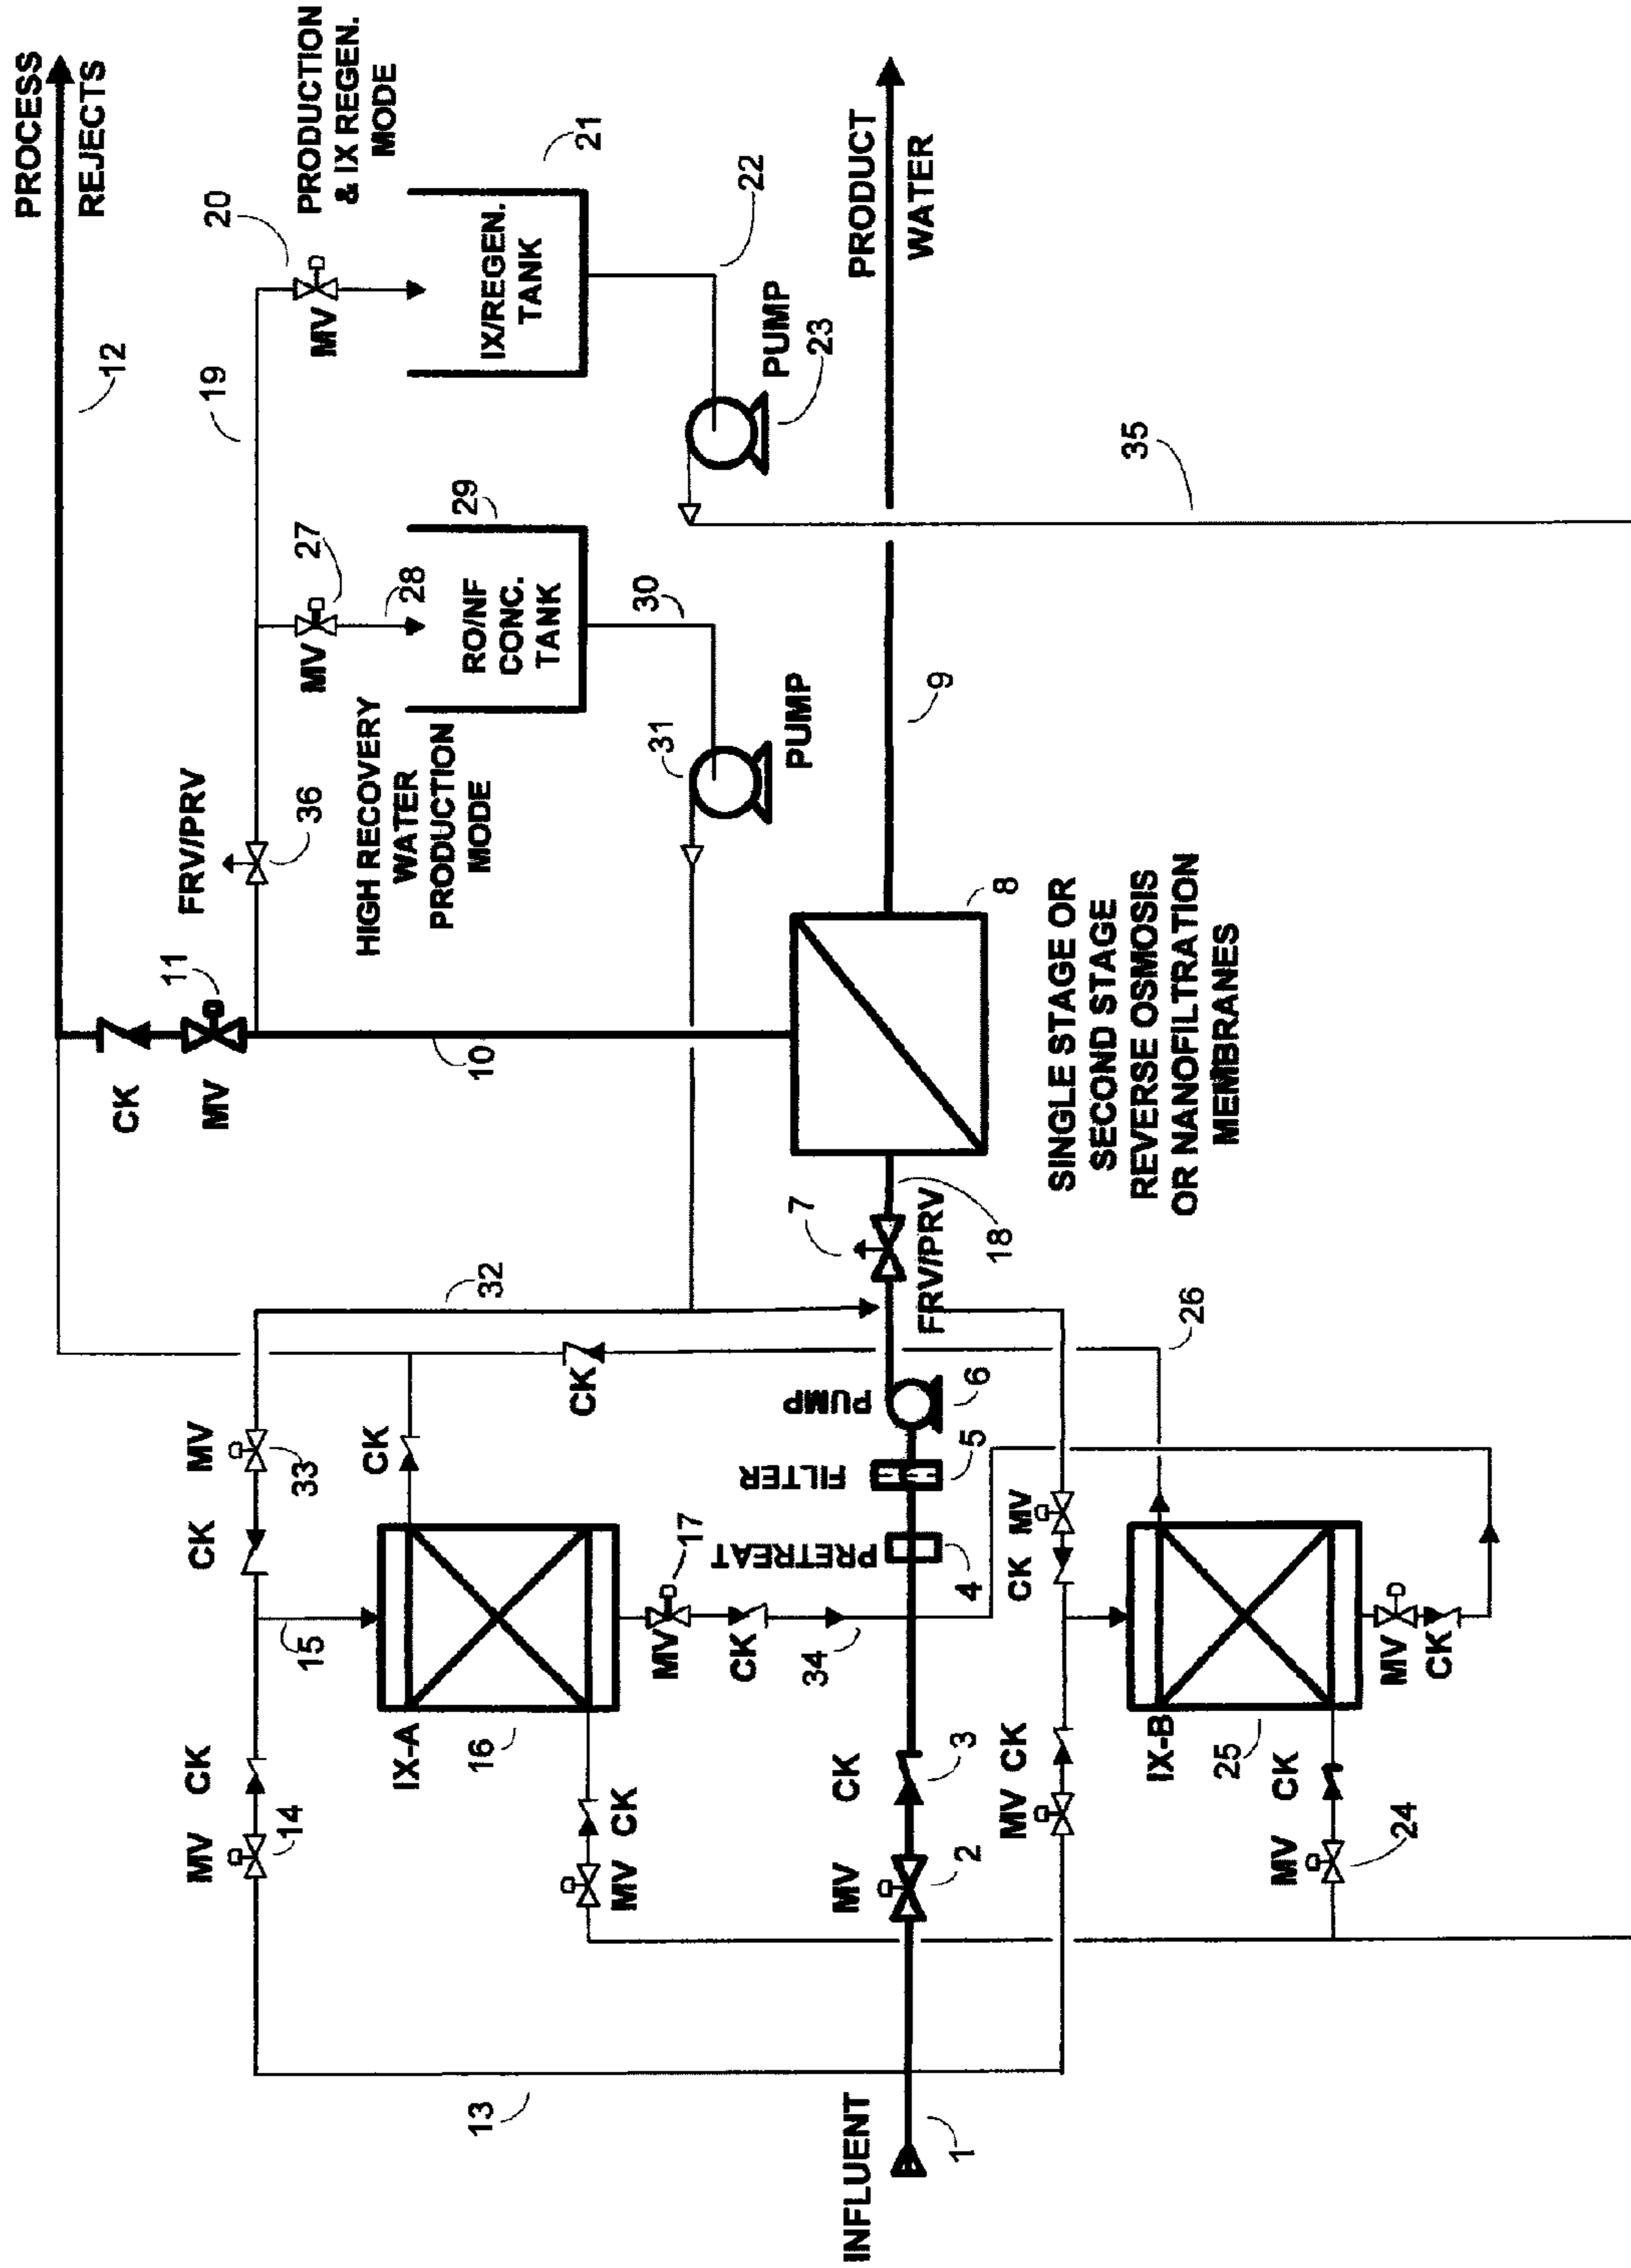 PROCESS
REJECTS
12
CK
MV
11
FRV/PRV
36
19
20
MV
PRODUCTION
& IX REGEN.
MODE
MV
27
28
HIGH RECOVERY
WATER
PRODUCTION
MODE
RO/NF
CONC.
TANK
29
IX/REGEN.
TANK
21
10
30
31
PUMP
22
PUMP
23
MV
14
CK
CK
MV
33
32
15
IX-A
16
CK
CK
MV
CK
MV
17
CK
34
13
INFLUENT
1
MV
2
CK
3
PRETREAT
4
FILTER
5
PUMP
6
7
FRV/PRV
18
8
9
PRODUCT
WATER
SINGLE STAGE OR
SECOND STAGE
REVERSE OSMOSIS
OR NANOFILTRATION
MEMBRANES
35
MV
CK
CK
MV
26
IX-B
25
MV
24
CK
MV
CK